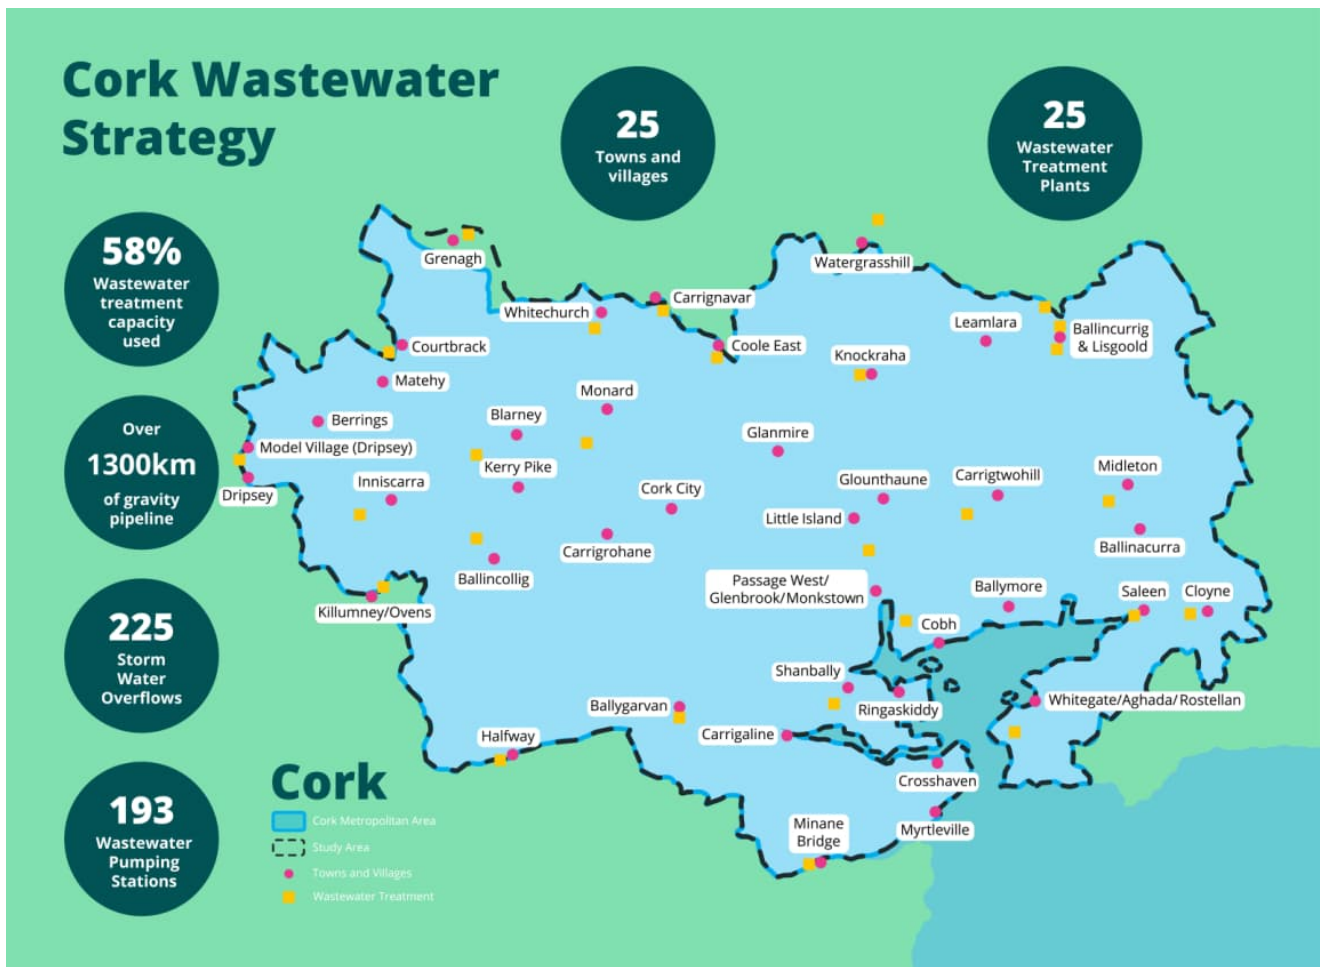 Cork Wastewater
Strategy
25
Towns and
villages
25
Wastewater
Treatment
Plants
58%
Wastewater
treatment
capacity
used
Over
1300km
of gravity
pipeline
225
Storm
Water
Overflows
193
Wastewater
Pumping
Stations
Grenagh
Watergrasshill
Carrignavar
Whitechurch
Leamlara
Ballincurrig
& Lisgoold
Courtbrack
Coole East
Knockraha
Matehy
Monard
Berrings
Blarney
Glanmire
Model Village (Dripsey)
Kerry Pike
Midleton
Inniscarra
Glounthaune
Carrigtwohill
Dripsey
Cork City
Little Island
Carrigrohane
Ballinacurra
Ballincollig
Passage West/
Glenbrook/Monkstown
Ballymore
Saleen
Cloyne
Killumney/Ovens
Cobh
Shanbally
Whitegate/Aghada/Rostellan
Ballygarvan
Ringaskiddy
Halfway
Carrigaline
Crosshaven
Minane
Bridge
Myrtleville
Cork
Cork Metropolitan Area
Study Area
Towns and Villages
Wastewater Treatment